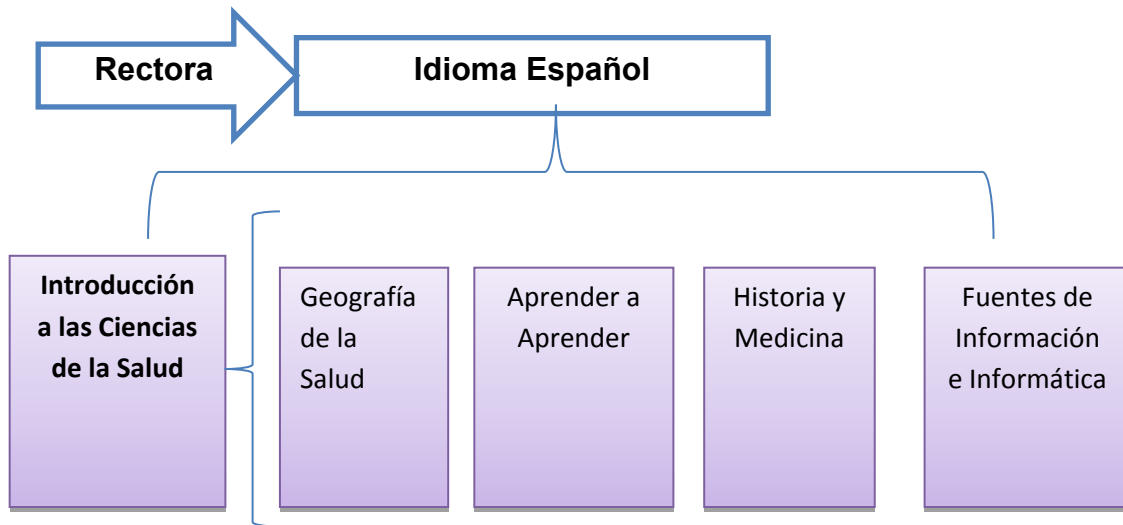 Rectora
Idioma Español
Introducción
a las Ciencias
de la Salud
Geografía
de la
Salud
Aprender a
Aprender
Historia y
Medicina
Fuentes de
Información
e Informática